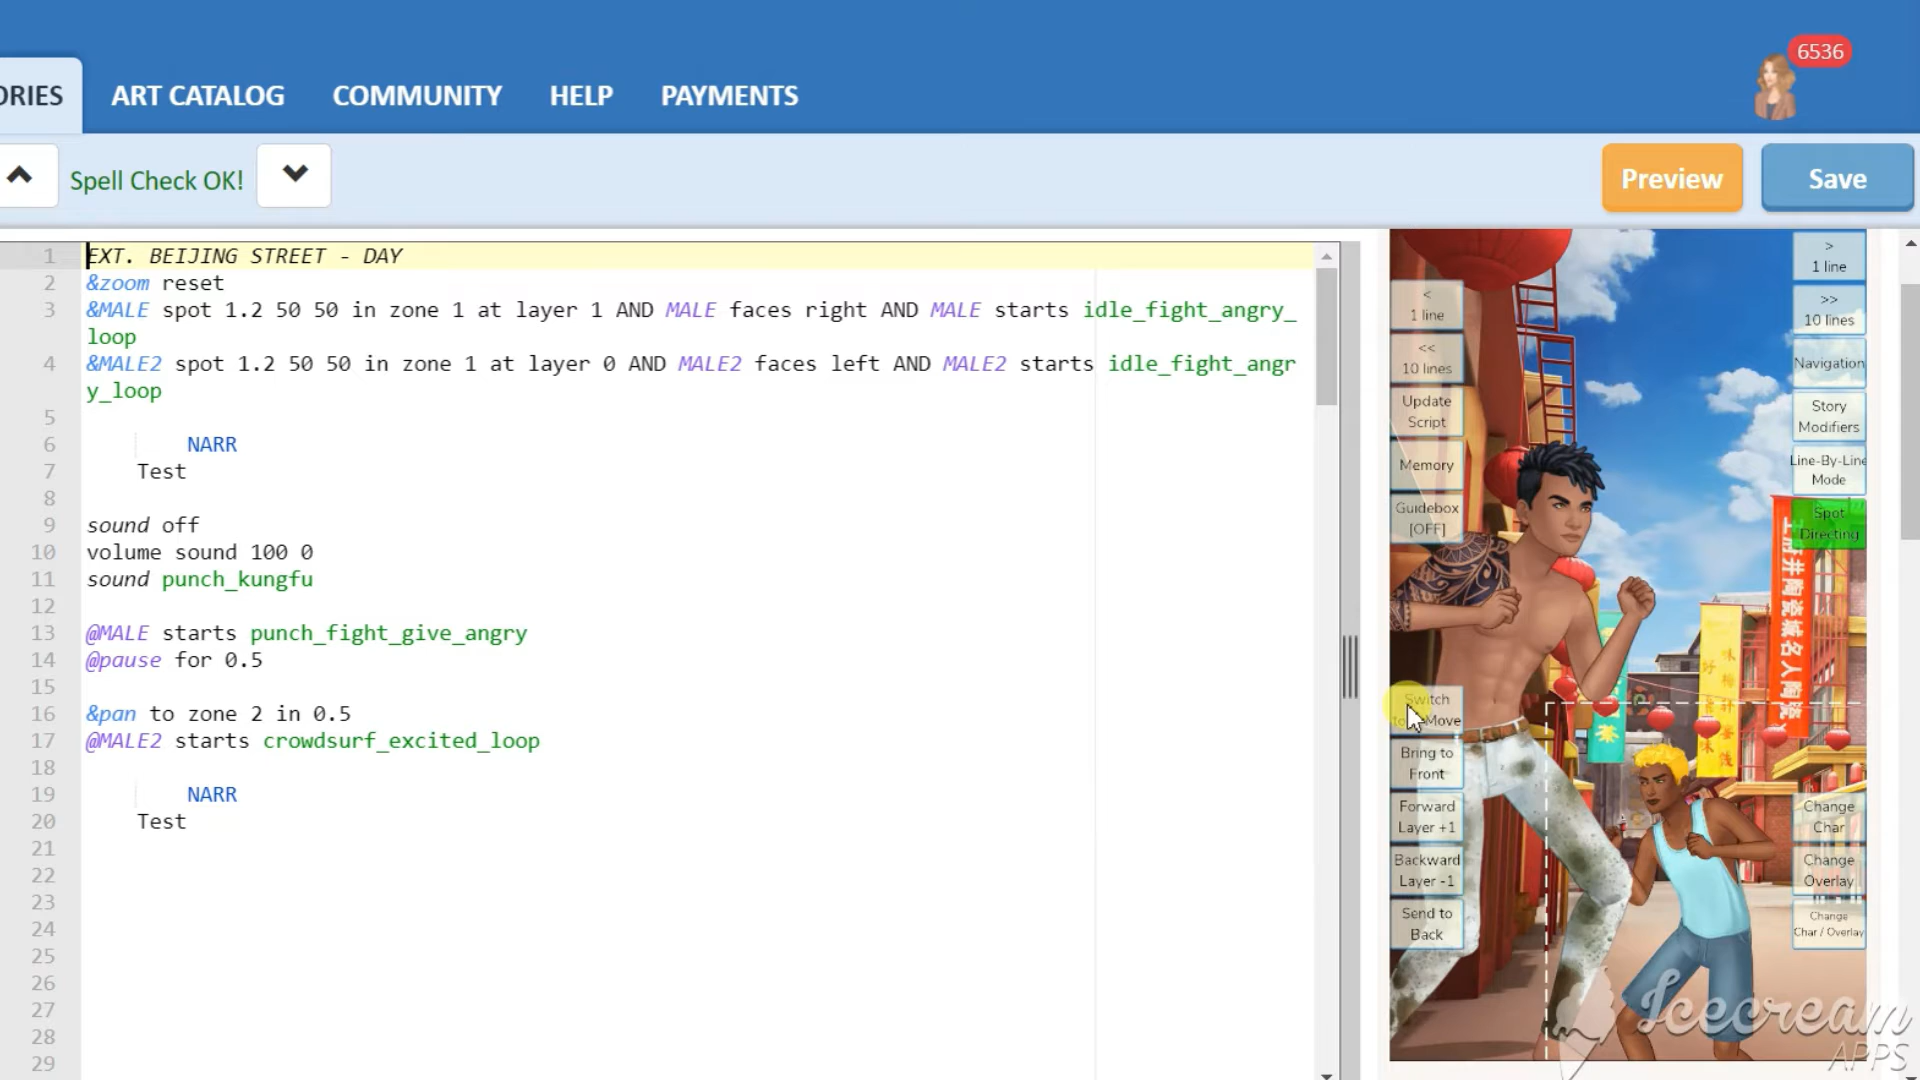 6536
ORIES ART CATALOG COMMUNITY HELP PAYMENTS
Spell Check OK!
Preview Save
1 EXT. BEIJING STREET - DAY
2 &zoom reset
3 &MALE spot 1.2 50 50 in zone 1 at layer 1 AND MALE faces right AND MALE starts idle_fight_angry_
loop
4 &MALE2 spot 1.2 50 50 in zone 1 at layer 0 AND MALE2 faces left AND MALE2 starts idle_fight_angr
y_loop
5
6 NARR
7 Test
8
9 sound off
10 volume sound 100 0
11 sound punch_kungfu
12
13 @MALE starts punch_fight_give_angry
14 @pause for 0.5
15
16 &pan to zone 2 in 0.5
17 @MALE2 starts crowdsurf_excited_loop
18
19 NARR
20 Test
21
22
23
24
25
26
27
28
29
<
1 line
<<
10 lines
Update
Script
Memory
Guidebox
[OFF]
Switch
Move
Bring to
Front
Forward
Layer +1
Backward
Layer -1
Send to
Back
>
1 line
>>
10 lines
Navigation
Story
Modifiers
Line-By-Line
Mode
Spot
Directing
Change
Char
Change
Overlay
Change
Char / Overlay
Icecream
APPS